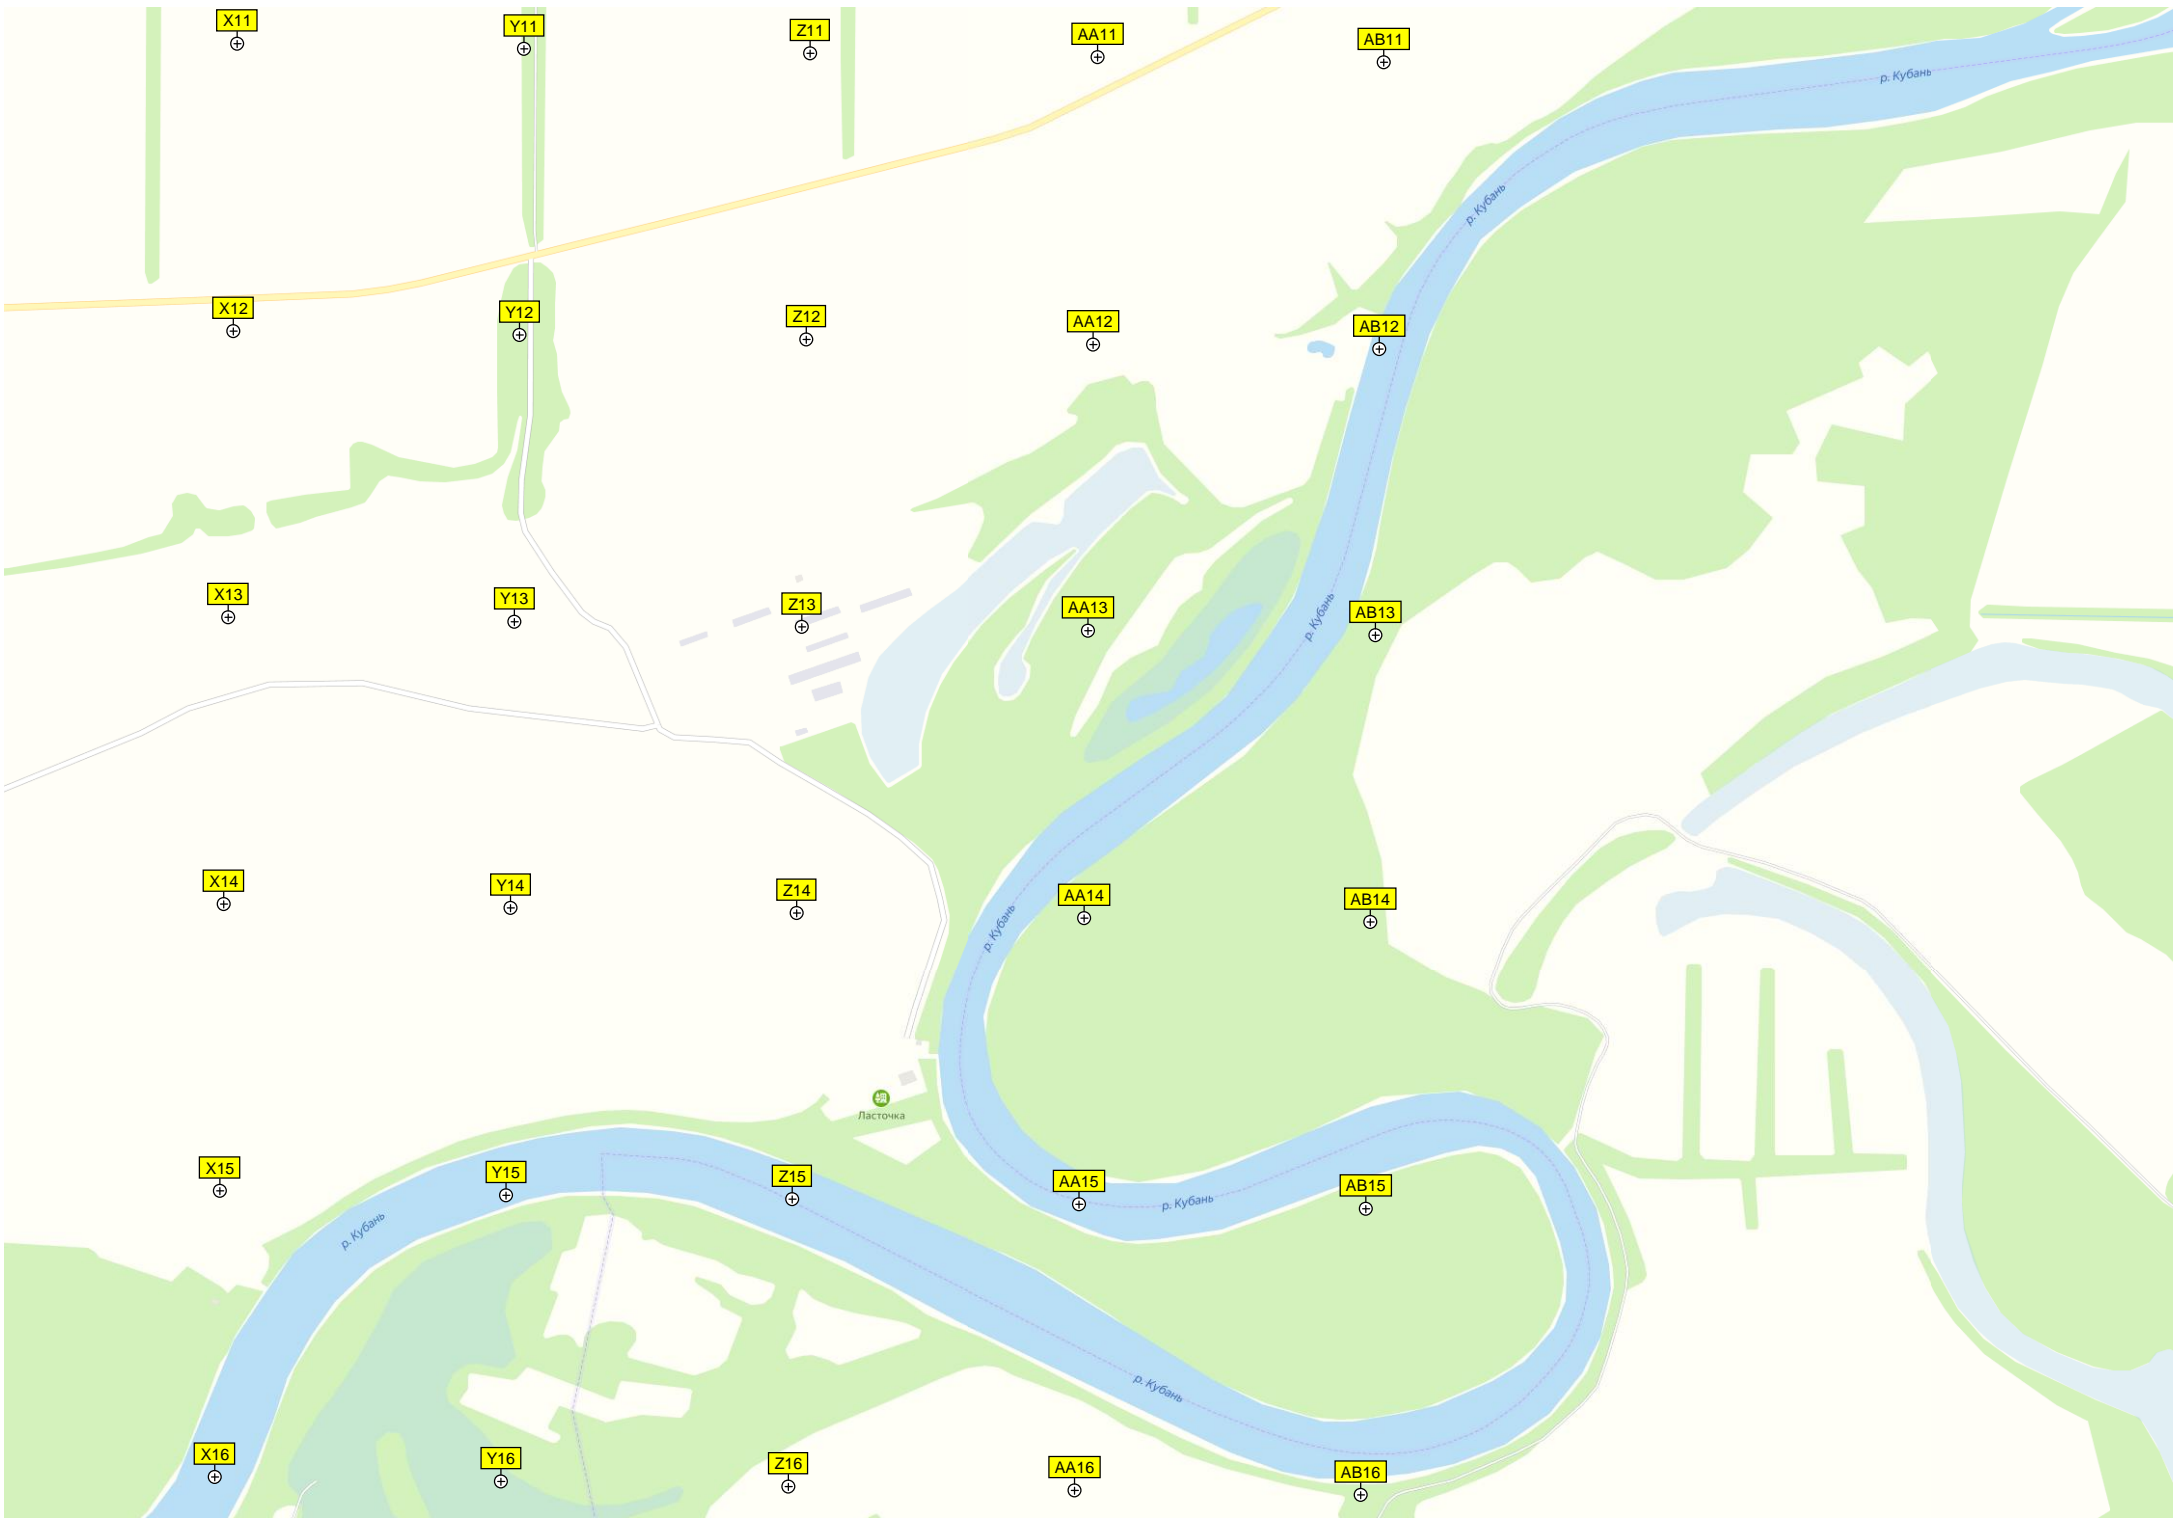 X11
Y11
Z11
AA11
AB11
р. Кубань
р. Кубань
X12
Y12
Z12
AA12
AB12
X13
Y13
Z13
AA13
AB13
р. Кубань
X14
Y14
Z14
AA14
AB14
р. Кубань
Ласточка
X15
Y15
Z15
AA15
AB15
р. Кубань
р. Кубань
р. Кубань
X16
Y16
Z16
AA16
AB16